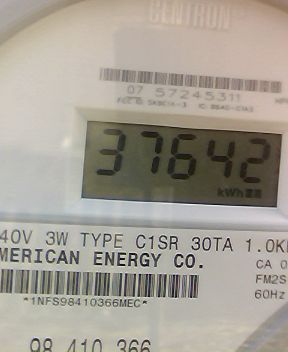 CENTRON
07 57245311
37642
kWh
40V 3W TYPE C1SR 30TA 1.0K
MERICAN ENERGY CO.
CA 0
FM2S
60Hz
*1NFS98410366MEC*
98 410 366